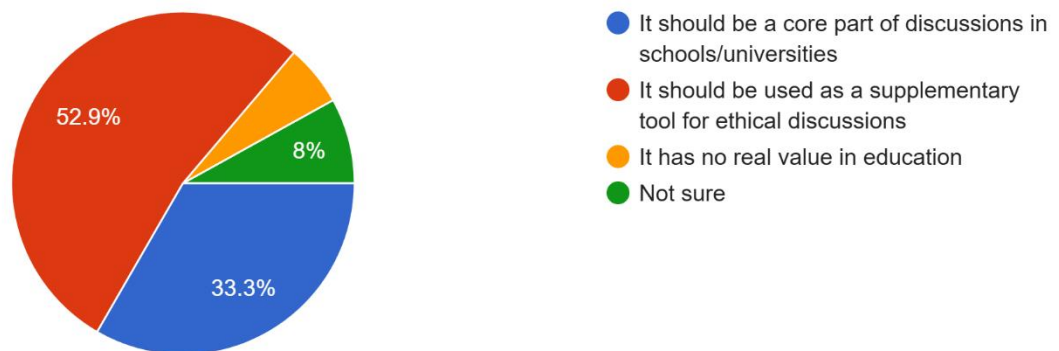 It should be a core part of discussions in
schools/universities
It should be used as a supplementary
tool for ethical discussions
It has no real value in education
Not sure
52.9%
8%
33.3%